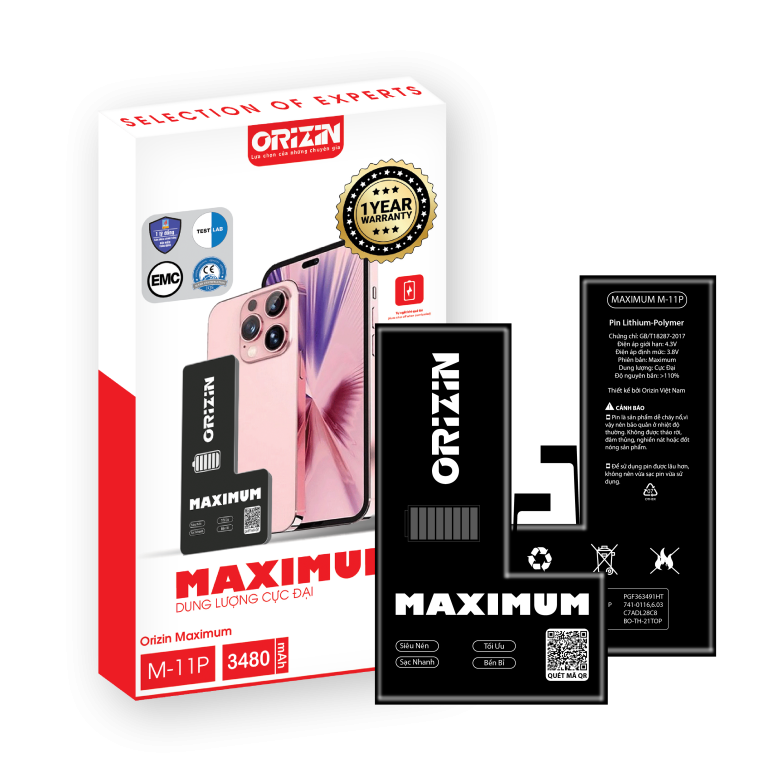 SELECTION OF EXPERTS
ORIZIN
Lựa chọn của những chuyên gia
1 YEAR
WARRANTY
1 tỷ đồng
TEST LAB
EMC
CE
ORIZIN
MAXIMUM
MAXIMU
DUNG LƯỢNG CỰC ĐẠI
Orizin Maximum
M-11P
3480
mAh
ORIZIN
MAXIMUM
Siêu Nén
Tối Ưu
Sạc Nhanh
Bền Bỉ
QUÉT MÃ QR
MAXIMUM M-11P
Pin Lithium-Polymer
Chứng chỉ: GB/T18287-2017
Điện áp giới hạn: 4.3V
Điện áp định mức: 3.8V
Phiên bản: Maximum
Dung lượng: Cực Đại
Độ nguyên bản: >110%
Thiết kế bởi Orizin Việt Nam
CẢNH BÁO
Pin là sản phẩm dễ cháy nổ,vì
vậy nên bảo quản ở nhiệt độ
thường. Không được tháo rời,
đâm thủng, nghiền nát hoặc đốt
nóng sản phẩm.
Để sử dụng pin được lâu hơn,
không nên vừa sạc pin vừa sử
dụng.
P
PGF363491HT
741-0116,6.03
C7ADL28C8
BO-TH-21TOP